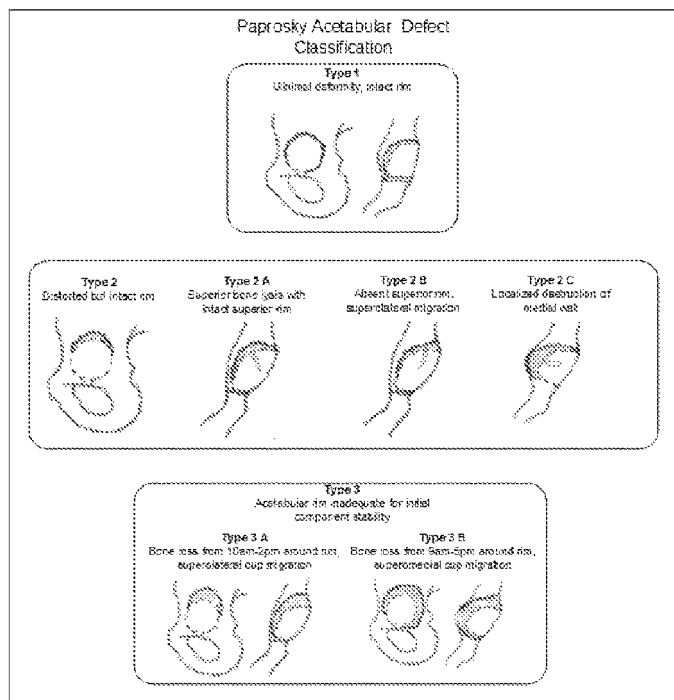 Paprosky Acetabular Defect
Classification
Type 1
Minimal deformity, intact rim
Type 2
Distorted but intact rim
Type 2 A
Superior bone lysis with
intact superior rim
Type 2 B
Absent superior rim,
superolateral migration
Type 2 C
Localized destruction of
medial wall
Type 3
Acetabular rim inadequate for initial
component stability
Type 3 A
Bone loss from 10am-2pm around rim,
superolateral cup migration
Type 3 B
Bone loss from 9am-5pm around rim,
superomedial cup migration